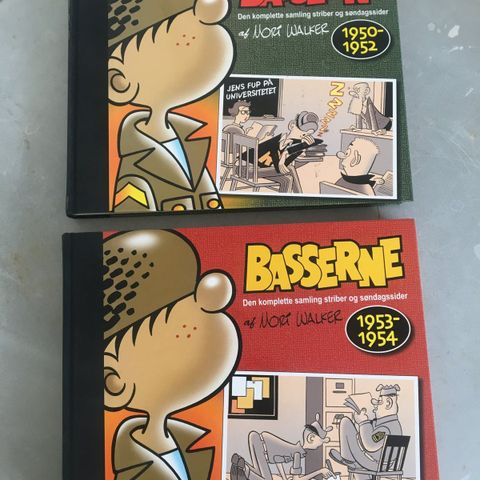 Den komplette samling striber og søndagssider
af MORT WALKER
1950-
1952
JENS FUP PÅ
UNIVERSITETET
BASSERNE
Den komplette samling striber og søndagssider
af MORT WALKER
1953-
1954